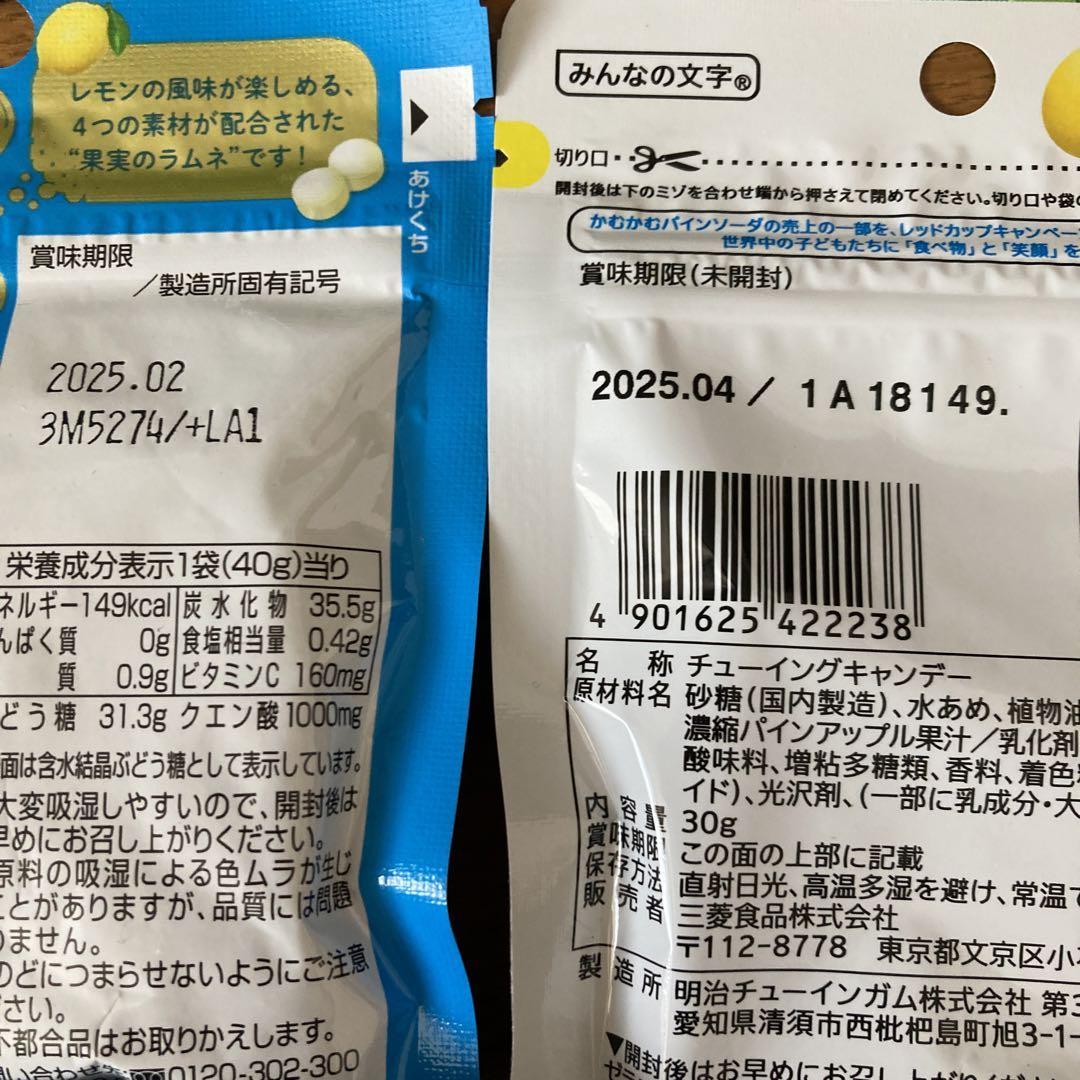 レモンの風味が楽しめる、
4つの素材が配合された
“果実のラムネ”です!
あけくち
賞味期限
/製造所固有記号
2025.02
3M5274/+LA1
栄養成分表示1袋(40g)当り
ネルギー149kcal 炭水化物 35.5g
んぱく質 0g 食塩相当量 0.42g
質 0.9g ビタミンC 160mg
どう糖 31.3g クエン酸1000mg
面は含水結晶ぶどう糖として表示しています。
大変吸湿しやすいので、開封後は
早めにお召し上がりください。
原料の吸湿による色ムラが生じ
ことがありますが、品質には問題
りません。
のどにつまらせないようにご注意
ださい。
不都合品はお取りかえします。
問い合わせ 0120-302-300
みんなの文字®
切り口
開封後は下のミゾを合わせ端から押さえて閉めてください。切り口や袋の
かむかむパインソーダの売上の一部を、レッドカップキャンペー
世界中の子どもたちに「食べ物」と「笑顔」を
賞味期限(未開封)
2025.04 / 1A18149.
4 901625 422238
名称 チューイングキャンデー
原材料名 砂糖(国内製造)、水あめ、植物油
濃縮パインアップル果汁/乳化剤
酸味料、増粘多糖類、香料、着色料
イド)、光沢剤、(一部に乳成分・大
内容量 30g
賞味期限 この面の上部に記載
保存方法 直射日光、高温多湿を避け、常温で
販売者 三菱食品株式会社
〒112-8778 東京都文京区小
製造所 明治チューインガム株式会社 第3
愛知県清須市西枇杷島町旭3-1-
▼開封後はお早めにお召し上がりください